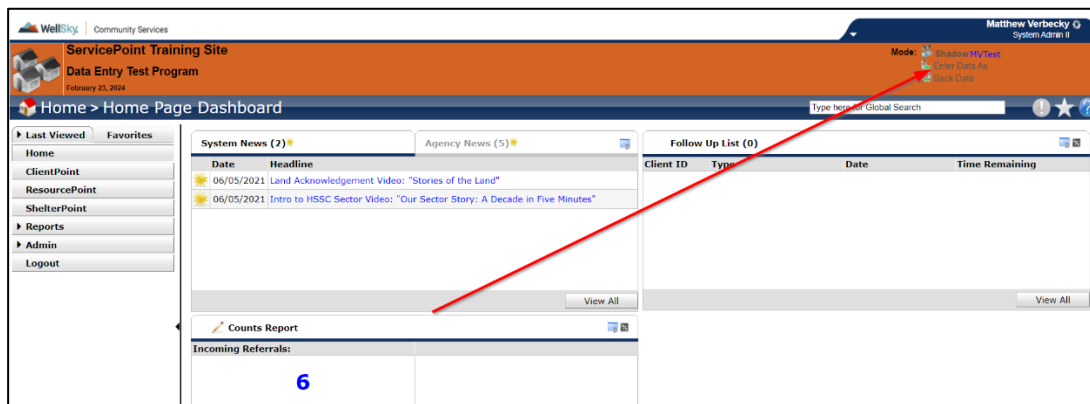 WellSky. | Community Services
Matthew Verbecky
System Admin II
ServicePoint Training Site
Data Entry Test Program
February 23, 2024
Mode: Shadow MVTest
Enter Data As
Back Date
Home > Home Page Dashboard
Type here for Global Search
Last Viewed Favorites
Home
ClientPoint
ResourcePoint
ShelterPoint
Reports
Admin
Logout
System News (2) Agency News (5)
Date Headline
06/05/2021 Land Acknowledgement Video: "Stories of the Land"
06/05/2021 Intro to HSSC Sector Video: "Our Sector Story: A Decade in Five Minutes"
View All
Follow Up List (0)
Client ID Type Date Time Remaining
View All
Counts Report
Incoming Referrals:
6